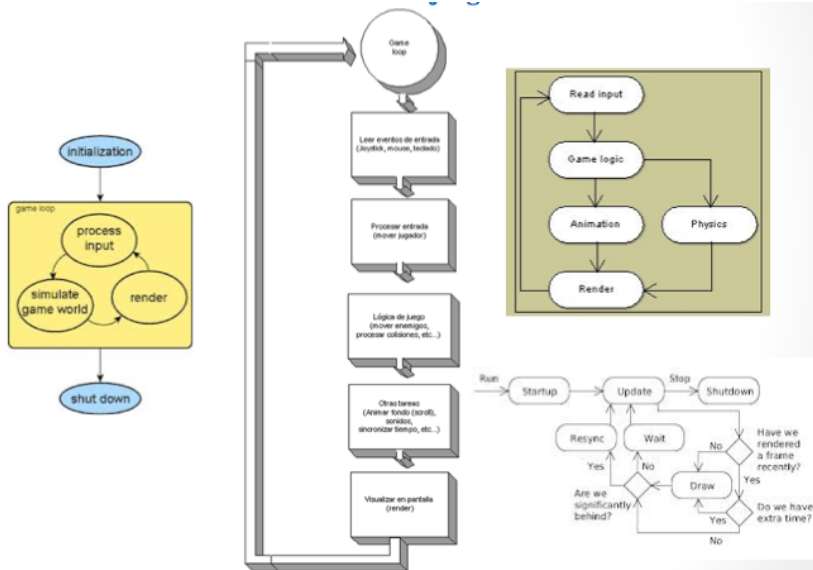 initialization
game loop
process
input
simulate
game world
render
shut down
Game
loop
Leer eventos de entrada
(Joystick, mouse, teclado)
Procesar entrada
(mover jugador)
Lógica de juego
(mover enemigos,
procesar colisiones, etc...)
Otras tareas
(Animar fondo (scroll),
sonidos,
sincronizar tiempo, etc...)
Visualizar en pantalla
(render)
Read input
Game logic
Animation
Physics
Render
Run
Startup
Update
Stop
Shutdown
Resync
Wait
Have we
rendered
a frame
recently?
No
Yes
No
Draw
Yes
Are we
significantly
behind?
Do we have
extra time?
Yes
No